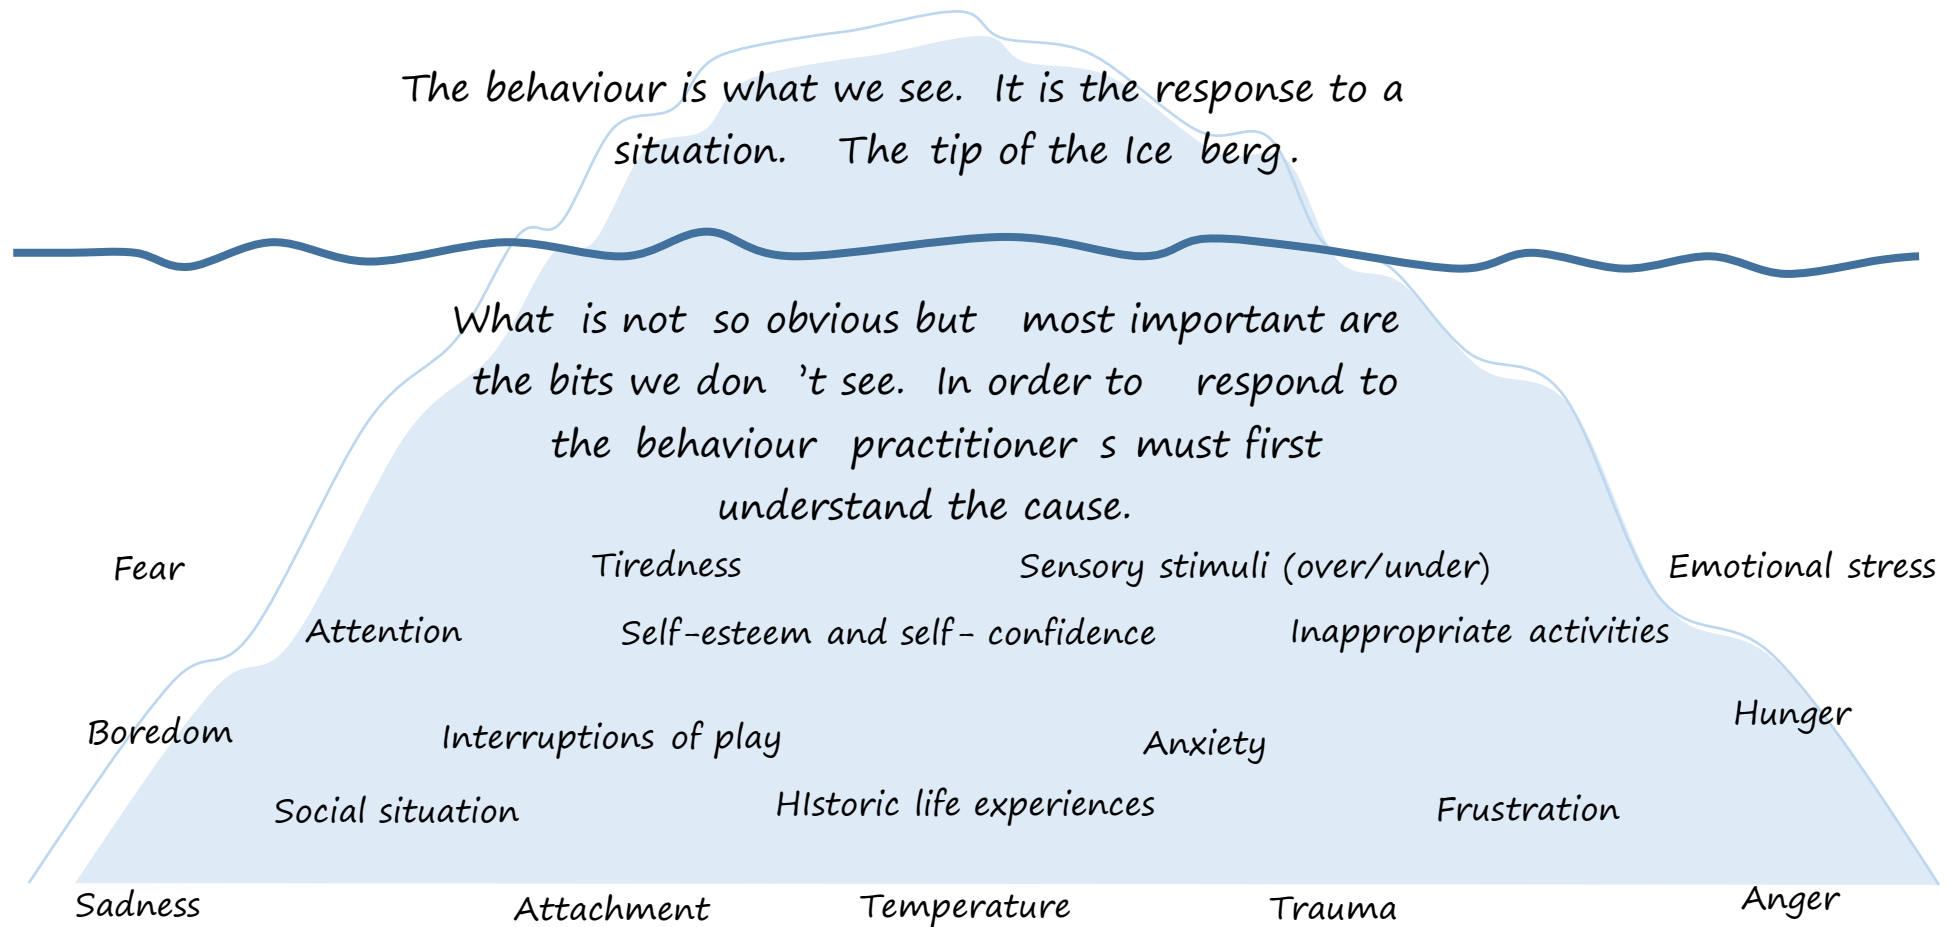 The behaviour is what we see. It is the response to a
situation. The tip of the Ice berg.
What is not so obvious but most important are
the bits we don't see. In order to respond to
the behaviour practitioner s must first
understand the cause.
Fear Tiredness Sensory stimuli (over/under) Emotional stress
Attention Self-esteem and self- confidence Inappropriate activities
Hunger
Boredom Interruptions of play Anxiety
Social situation HIstoric life experiences Frustration
Sadness Attachment Temperature Trauma Anger